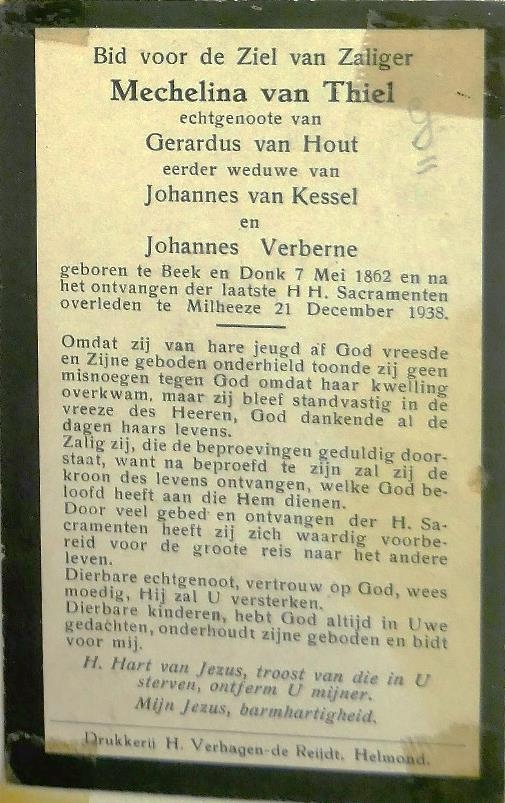 Bid voor de Ziel van Zaliger
Mechelina van Thiel
echtgenoote van
Gerardus van Hout
eerder weduwe van
Johannes van Kessel
en
Johannes Verberne
geboren te Beek en Donk 7 Mei 1862 en na
het ontvangen der laatste H H. Sacramenten
overleden te Milheeze 21 December 1938.
Omdat zij van hare jeugd af God vreesde
en Zijne geboden onderhield toonde zij geen
misnoegen tegen God omdat haar kwelling
overkwam, maar zij bleef standvastig in de
vreeze des Heeren, God dankende al de
dagen haars levens.
Zalig zij, die de beproevingen geduldig door-
staat, want na beproefd te zijn zal zij de
kroon des levens ontvangen, welke God be-
loofd heeft aan die Hem dienen.
Door veel gebed en ontvangen der H. Sa-
cramenten heeft zij zich waardig voorbe-
reid voor de groote reis naar het andere
leven.
Dierbare echtgenoot, vertrouw op God, wees
moedig, Hij zal U versterken.
Dierbare kinderen, hebt God altijd in Uwe
gedachten, onderhoudt zijne geboden en bidt
voor mij.
H. Hart van Jezus, troost van die in U
sterven, ontferm U mijner.
Mijn Jezus, barmhartigheid.
Drukkerij H. Verhagen-de Reijdt, Helmond.